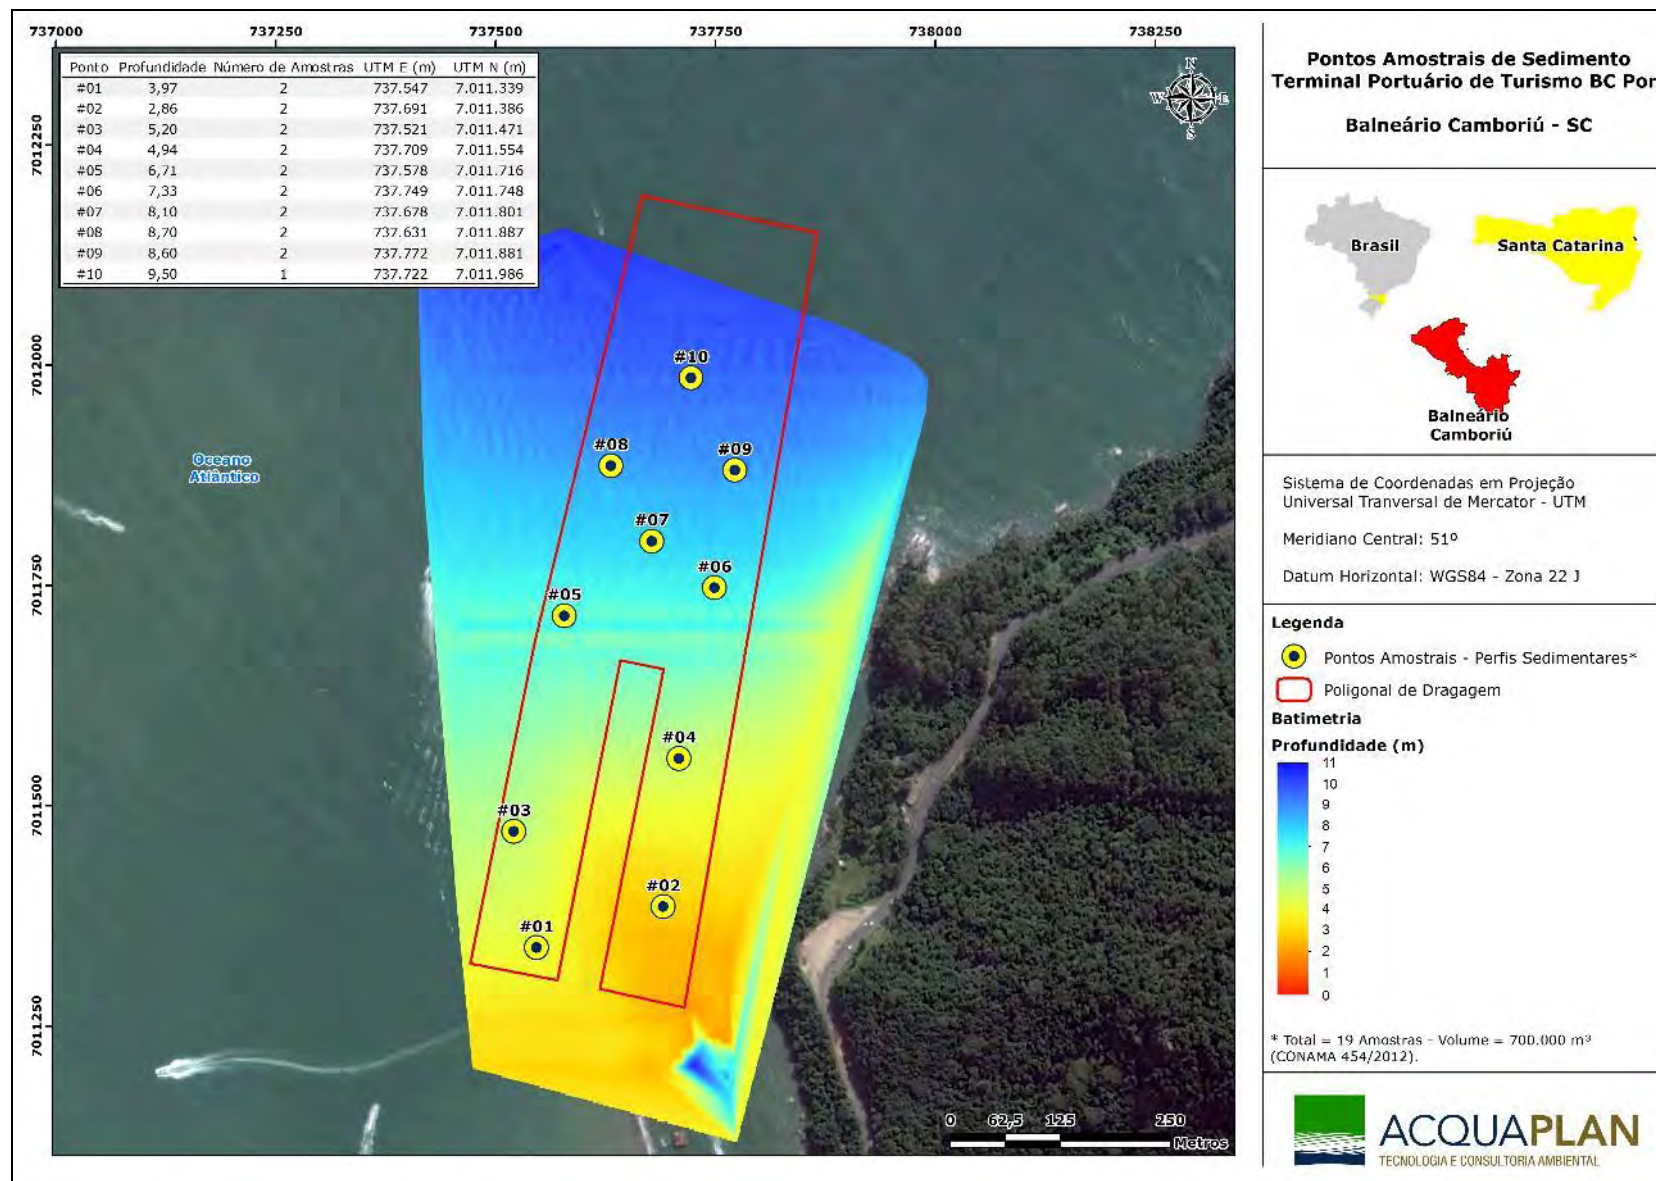 737000 737250 737500 737750 738000 738250
Ponto Profundidade Número de Amostras UTM E (m) UTM N (m)
#01 3,97 2 737.547 7.011.339
#02 2,86 2 737.691 7.011.386
#03 5,20 2 737.521 7.011.471
#04 4,94 2 737.709 7.011.554
#05 6,71 2 737.578 7.011.716
#06 7,33 2 737.749 7.011.748
#07 8,10 2 737.678 7.011.801
#08 8,70 2 737.631 7.011.887
#09 8,60 2 737.772 7.011.881
#10 9,50 1 737.722 7.011.986
N
W E
S
7011250
7012000
7011750
7011500
7011250
Oceano
Atlântico
#10
#08
#09
#07
#06
#05
#04
#03
#02
#01
0 62,5 125 250
Metros
Pontos Amostrais de Sedimento
Terminal Portuário de Turismo BC Por
Balneário Camboriú - SC
Brasil
Santa Catarina
Balneário
Camboriú
Sistema de Coordenadas em Projeção
Universal Tranversal de Mercator - UTM
Meridiano Central: 51º
Datum Horizontal: WGS84 - Zona 22 J
Legenda
Pontos Amostrais - Perfis Sedimentares*
Poligonal de Dragagem
Batimetria
Profundidade (m)
11
10
9
8
7
6
5
4
3
2
1
0
* Total = 19 Amostras - Volume = 700.000 m³
(CONAMA 454/2012).
ACQUAPLAN
TECNOLOGIA E CONSULTORIA AMBIENTAL